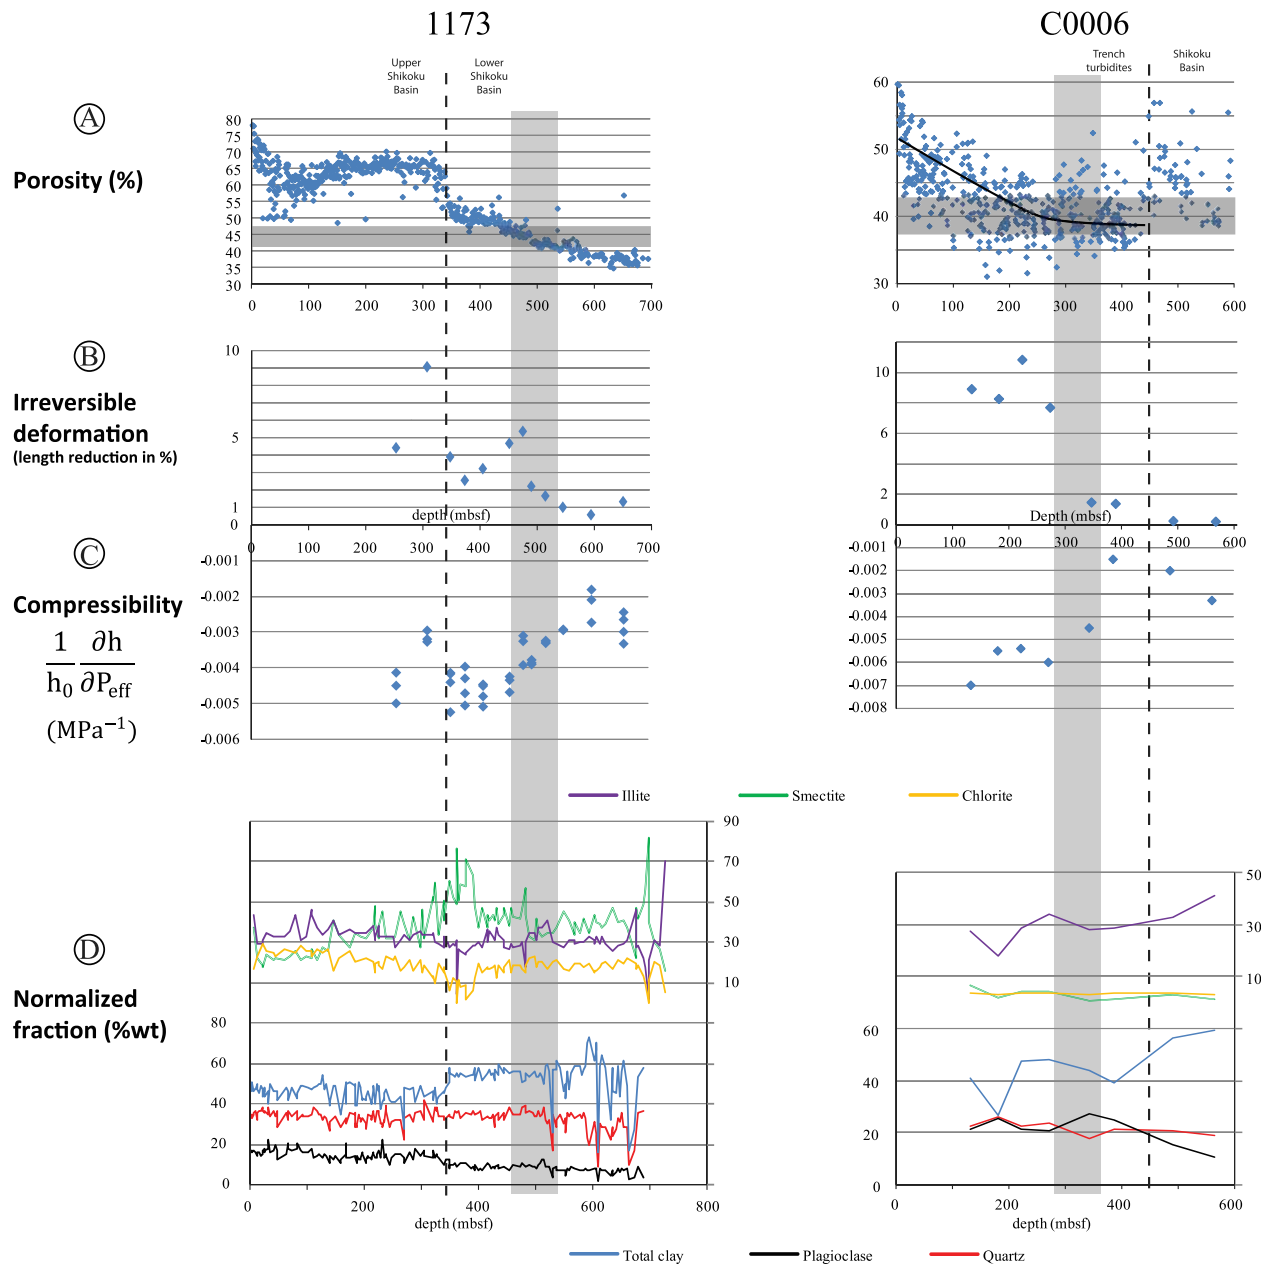 1173
C0006
Upper
Shikoku
Basin
Lower
Shikoku
Basin
Trench
turbidites
Shikoku
Basin
A
Porosity (%)
80
75
70
65
60
55
50
45
40
35
30
0 100 200 300 400 500 600 700
60
50
40
30
0 100 200 300 400 500 600
B
Irreversible
deformation
(length reduction in %)
10
5
1
0
depth (mbsf)
0 100 200 300 400 500 600 700
10
6
2
0
Depth (mbsf)
0 100 200 300 400 500 600
C
Compressibility
1 ∂h
h₀ ∂P_eff
(MPa⁻¹)
-0.001
-0.002
-0.003
-0.004
-0.005
-0.006
-0.001
-0.002
-0.003
-0.004
-0.005
-0.006
-0.007
-0.008
Illite Smectite Chlorite
D
Normalized
fraction (%wt)
90
70
50
30
10
80
60
40
20
0
0 200 400 600 800
depth (mbsf)
50
30
10
60
40
20
0
0 200 400 600
depth (mbsf)
Total clay Plagioclase Quartz